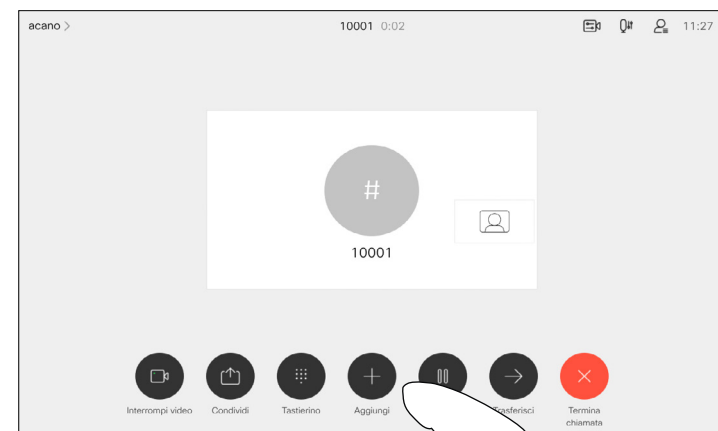 acano >
10001 0:02
11:27
#
10001
Interrompi video
Condividi
Tastierino
Aggiungi
Trasferisci
Termina
chiamata